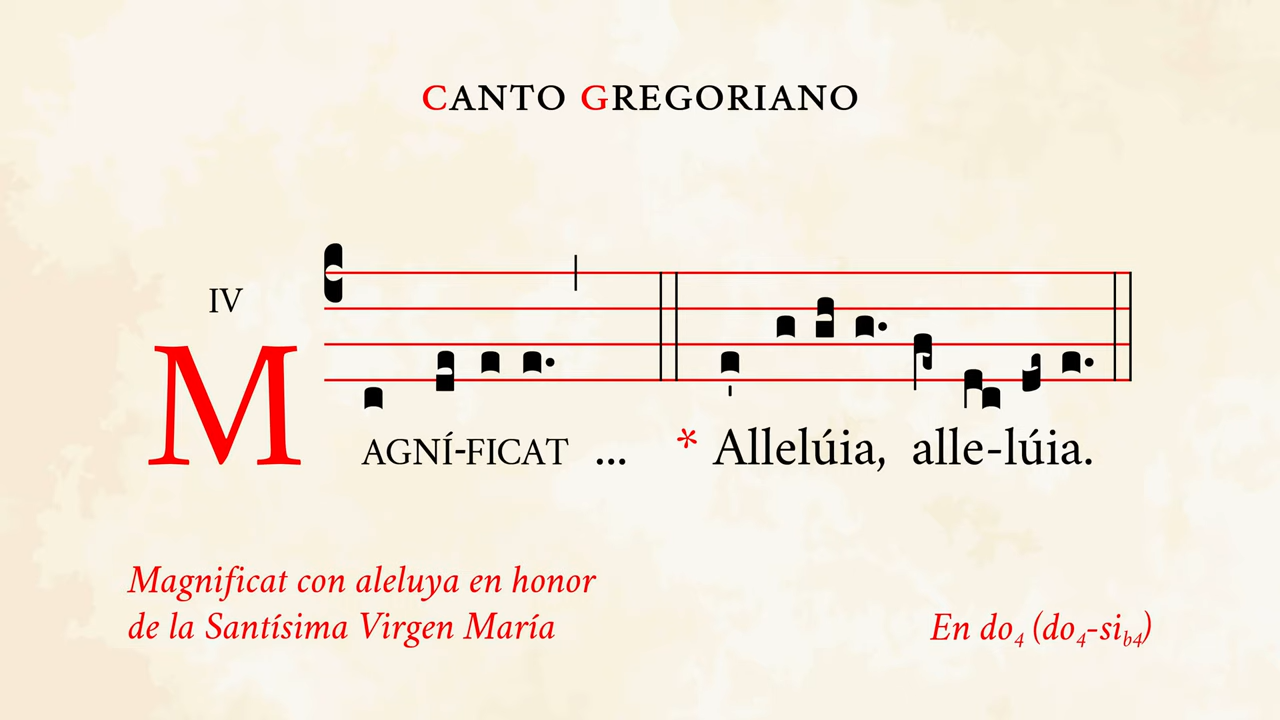 CANTO GREGORIANO
IV
MAGNÍ-FICAT ... * Allelúia, alle-lúia.
Magnificat con aleluya en honor
de la Santísima Virgen María
En do4 (do4-sib4)